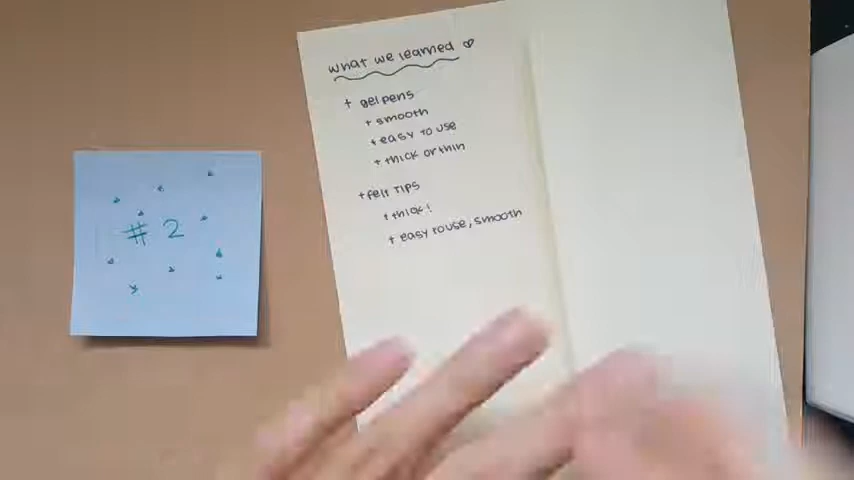 what we learned ♡
+ gel pens
+ smooth
+ easy to use
+ thick or thin
+ felt tips
+ thick!
+ easy to use, smooth
#2